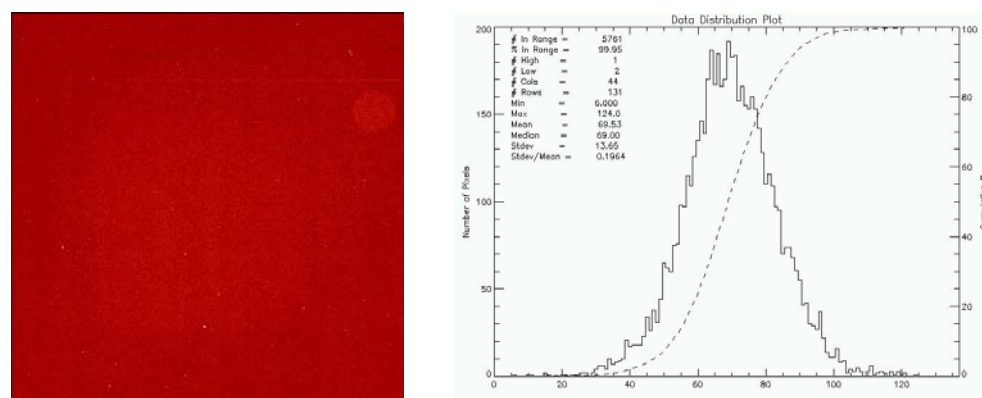 Data Distribution Plot
# In Range = 5761
% In Range = 99.95
# High = 1
# Low = 2
# Cols = 44
# Rows = 131
Min = 6.000
Max = 124.0
Mean = 69.53
Median = 69.00
Stdev = 13.65
Stdev/Mean = 0.1964
Number of Pixels
200
150
100
50
0
100
80
60
40
20
0
0 20 40 60 80 100 120